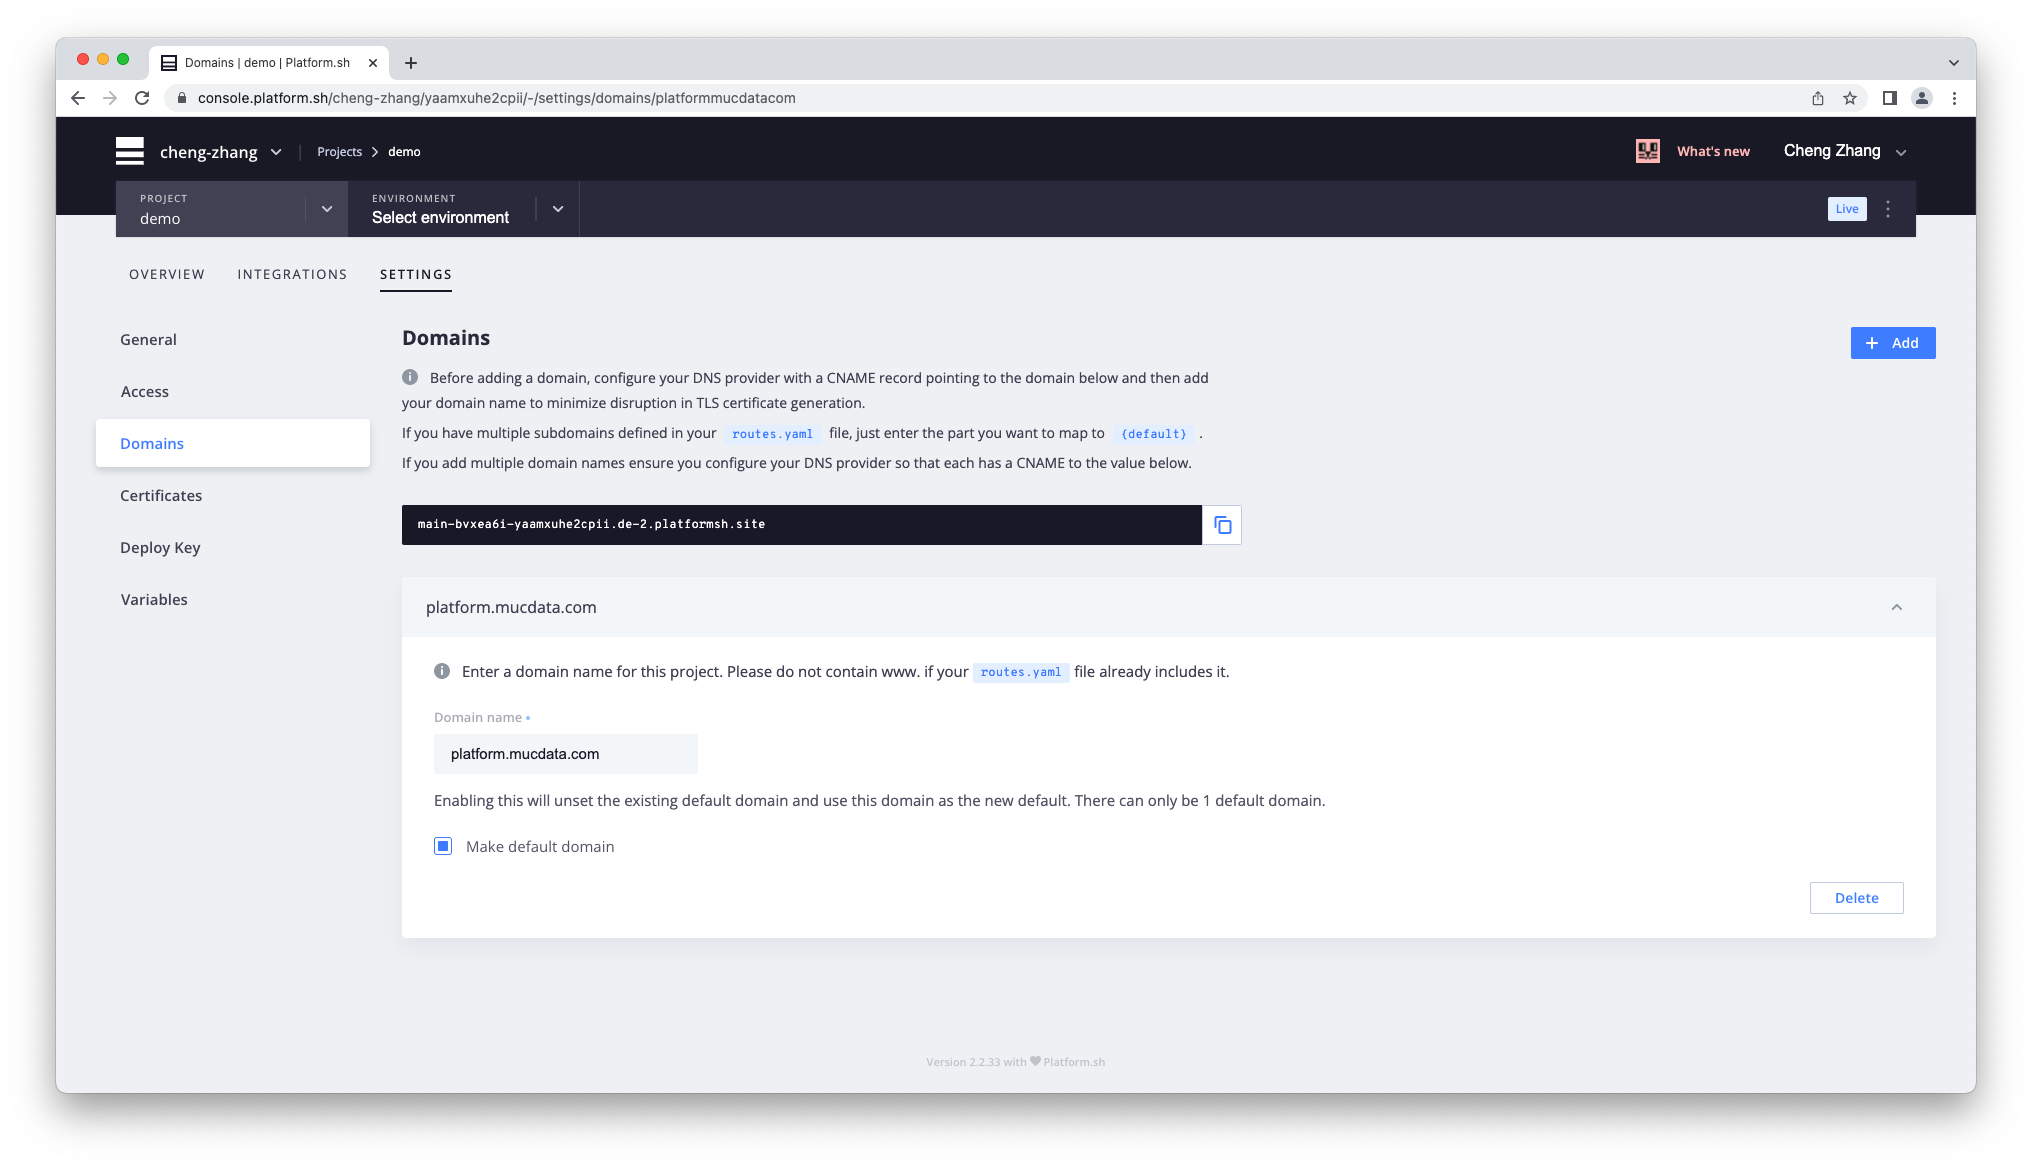 Domains | demo | Platform.sh
console.platform.sh/cheng-zhang/yaamxuhe2cpii/-/settings/domains/platformmucdatacom
cheng-zhang
Projects > demo
What's new
Cheng Zhang
PROJECT
demo
ENVIRONMENT
Select environment
Live
OVERVIEW
INTEGRATIONS
SETTINGS
General
Access
Domains
Certificates
Deploy Key
Variables
Domains
+ Add
Before adding a domain, configure your DNS provider with a CNAME record pointing to the domain below and then add
your domain name to minimize disruption in TLS certificate generation.
If you have multiple subdomains defined in your routes.yaml file, just enter the part you want to map to {default} .
If you add multiple domain names ensure you configure your DNS provider so that each has a CNAME to the value below.
main-bvxea6i-yaamxuhe2cpii.de-2.platformsh.site
platform.mucdata.com
Enter a domain name for this project. Please do not contain www. if your routes.yaml file already includes it.
Domain name
platform.mucdata.com
Enabling this will unset the existing default domain and use this domain as the new default. There can only be 1 default domain.
Make default domain
Delete
Version 2.2.33 with ♥ Platform.sh